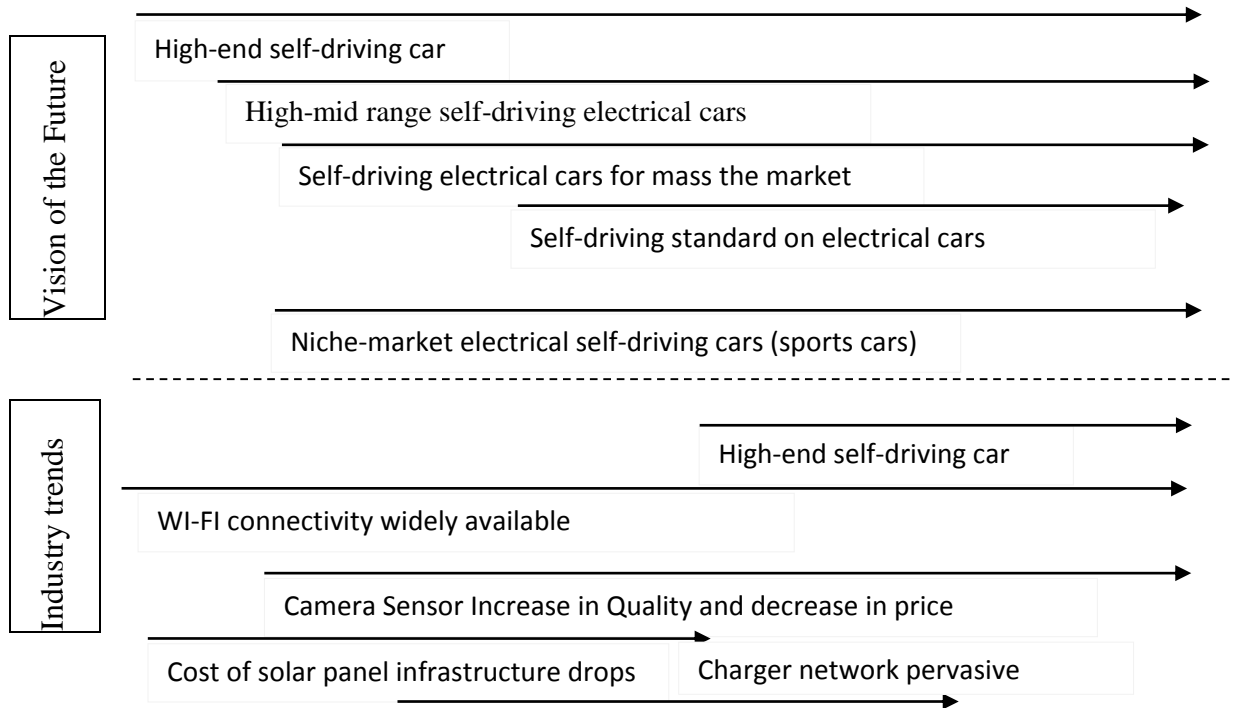 Vision of the Future
High-end self-driving car
High-mid range self-driving electrical cars
Self-driving electrical cars for mass the market
Self-driving standard on electrical cars
Niche-market electrical self-driving cars (sports cars)
Industry trends
High-end self-driving car
WI-FI connectivity widely available
Camera Sensor Increase in Quality and decrease in price
Cost of solar panel infrastructure drops
Charger network pervasive